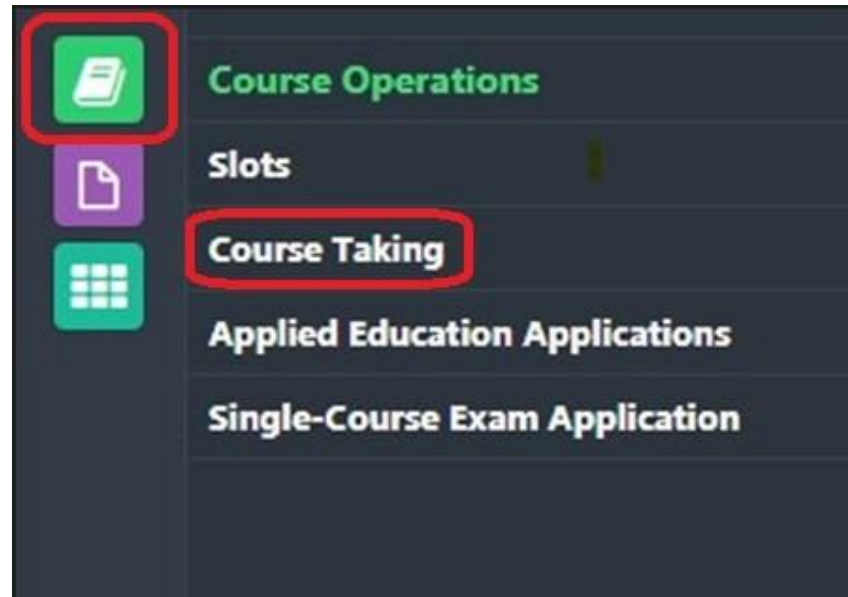 Course Operations
Slots
Course Taking
Applied Education Applications
Single-Course Exam Application